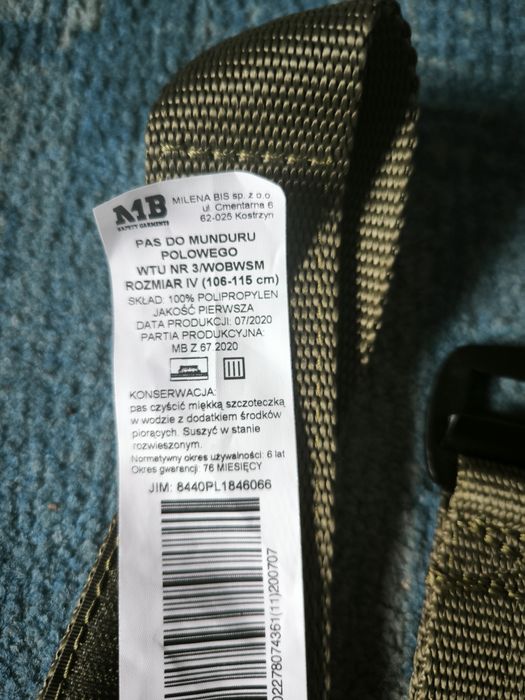 MB
SAFETY GARMENTS
MILENA BIS sp. z o.o
ul. Cmentarna 6
62-025 Kostrzyn
PAS DO MUNDURU
POLOWEGO
WTU NR 3/WOBWSM
ROZMIAR IV (106-115 cm)
SKŁAD: 100% POLIPROPYLEN
JAKOŚĆ PIERWSZA
DATA PRODUKCJI: 07/2020
PARTIA PRODUKCYJNA:
MB Z 67 2020
KONSERWACJA:
pas czyścić miękką szczoteczką
w wodzie z dodatkiem środków
piorących. Suszyć w stanie
rozwieszonym.
Normatywny okres używalności: 6 lat
Okres gwarancji: 76 MIESIĘCY
JIM: 8440PL1846066
02278074361(11)200707